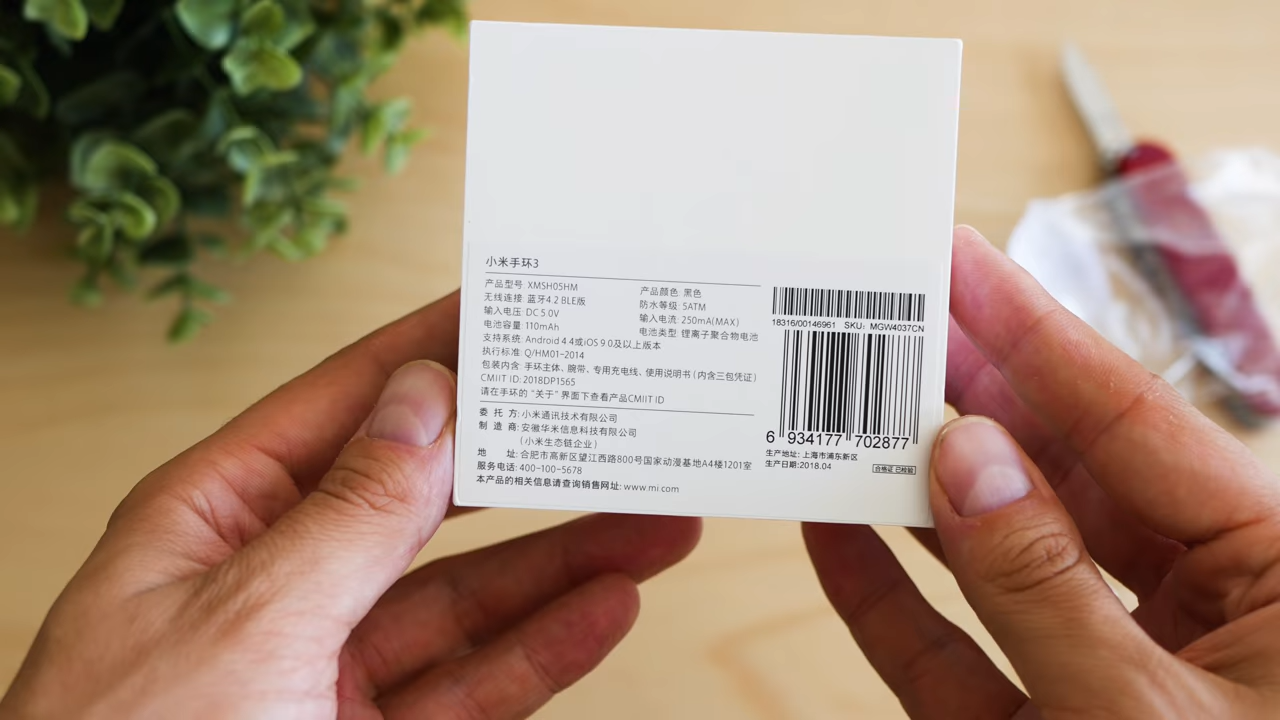 小米手环3
产品型号: XMSH05HM
产品颜色: 黑色
无线连接: 蓝牙4.2 BLE版
防水等级: 5ATM
输入电压: DC 5.0V
输入电流: 250mA(MAX)
电池容量: 110mAh
电池类型: 锂离子聚合物电池
支持系统: Android 4.4或iOS 9.0及以上版本
执行标准: Q/HM01-2014
包装内含: 手环主体、腕带、专用充电线、使用说明书（内含三包凭证）
CMIIT ID: 2018DP1565
请在手环的“关于”界面下查看产品CMIIT ID
委 托 方: 小米通讯技术有限公司
制 造 商: 安徽华米信息科技有限公司
（小米生态链企业）
地 址: 合肥市高新区望江西路800号国家动漫基地A4楼1201室
服务电话: 400-100-5678
本产品的相关信息请查询销售网址: www.mi.com
18316/00146961 SKU: MGW4037CN
6 934177 702877
生产地址: 上海市浦东新区
生产日期:2018.04
合格证 已检验